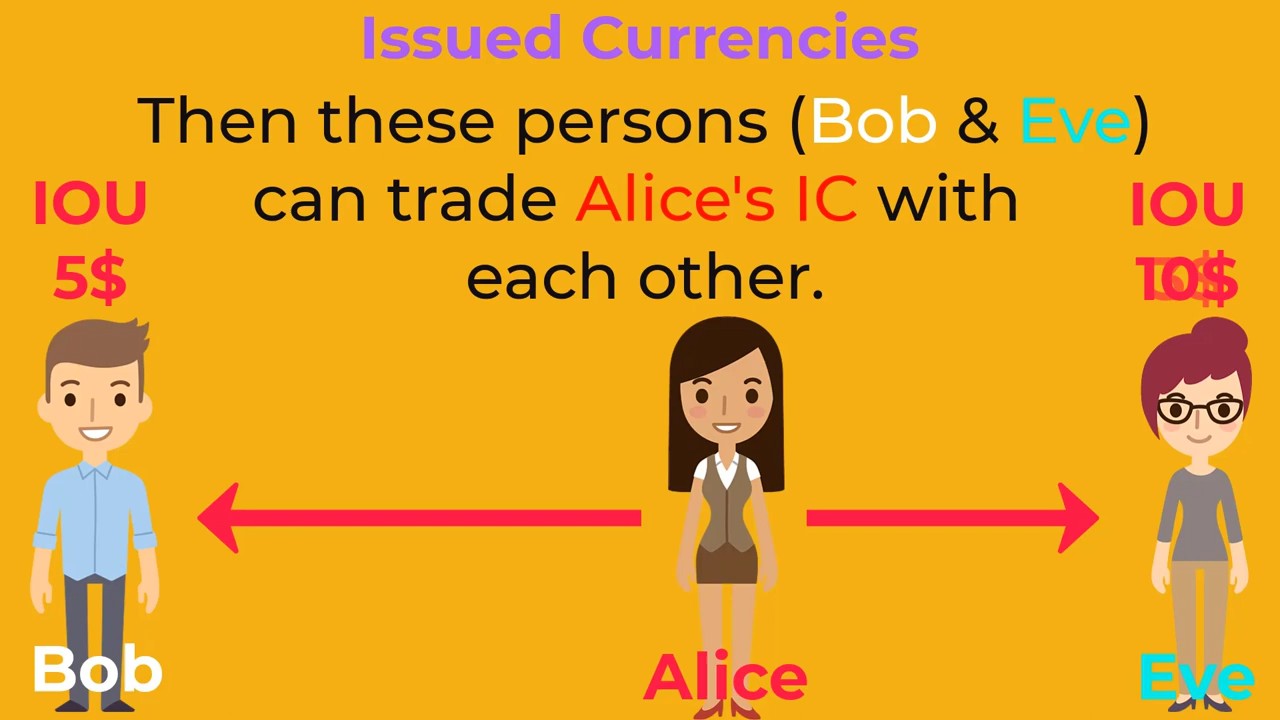 Issued Currencies
Then these persons (Bob & Eve)
can trade Alice's IC with
each other.
IOU
5$
IOU
10$
Bob
Alice
Eve